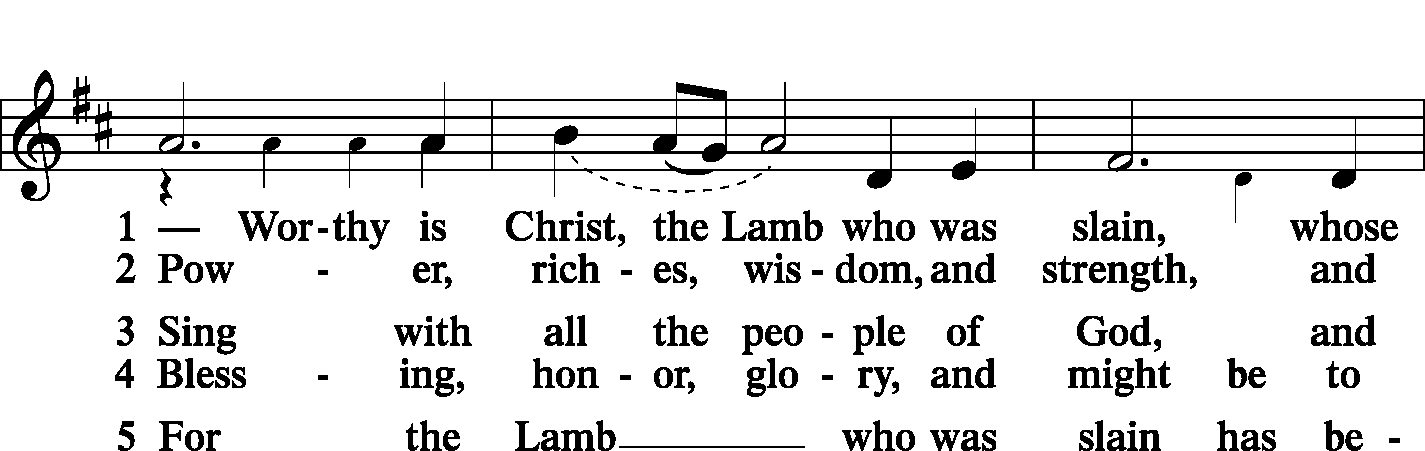 1 — Wor-thy is Christ, the Lamb who was slain, whose
2 Pow - er, rich - es, wis - dom, and strength, and
3 Sing with all the peo - ple of God, and
4 Bless - ing, hon - or, glo - ry, and might be to
5 For the Lamb______ who was slain has be -